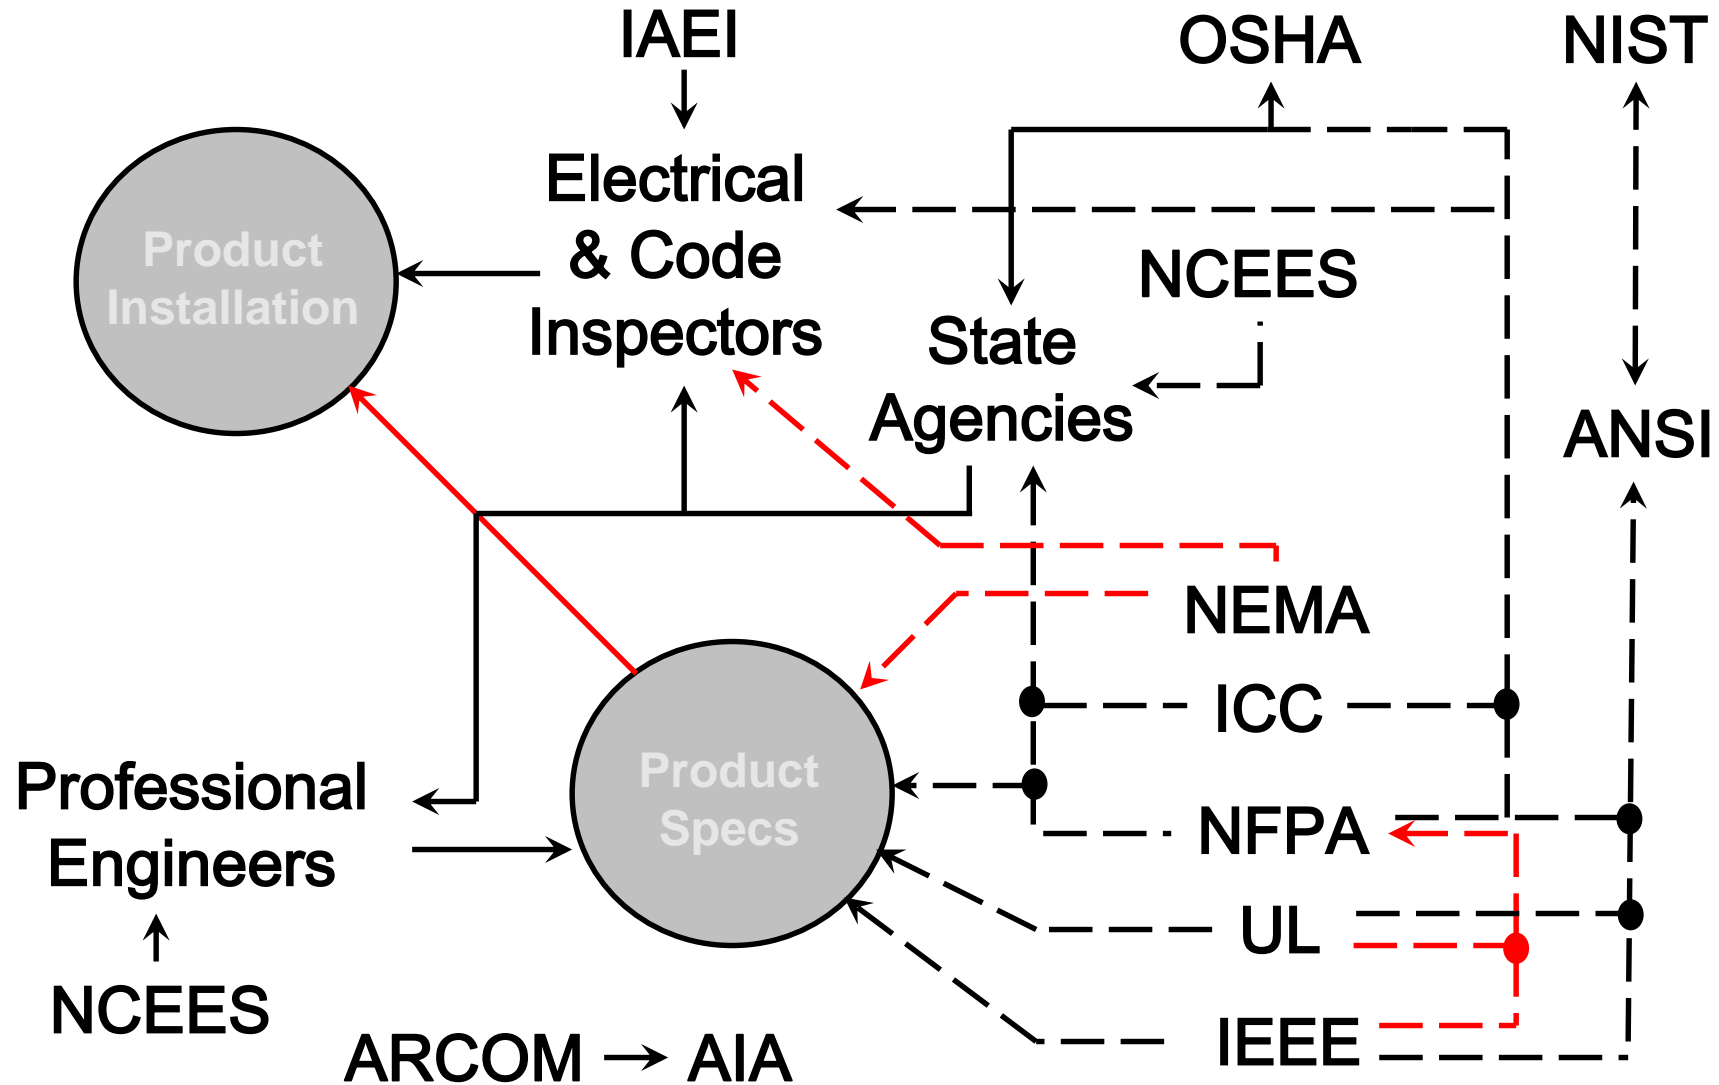 IAEI
OSHA
NIST
Electrical
& Code
Inspectors
Product
Installation
NCEES
State
Agencies
ANSI
NEMA
ICC
Product
Specs
Professional
Engineers
NFPA
UL
NCEES
IEEE
ARCOM
AIA